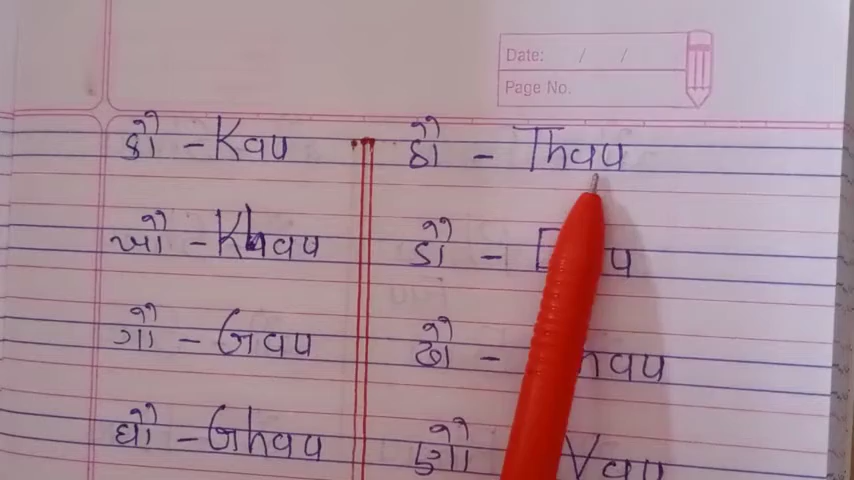 Date: / /
Page No.
કૌ - Kau
ઠૌ - Thau
ખૌ - Khau
ડૌ -
ગૌ - Gau
ઢૌ -
ઘૌ - Ghau
ણૌ -